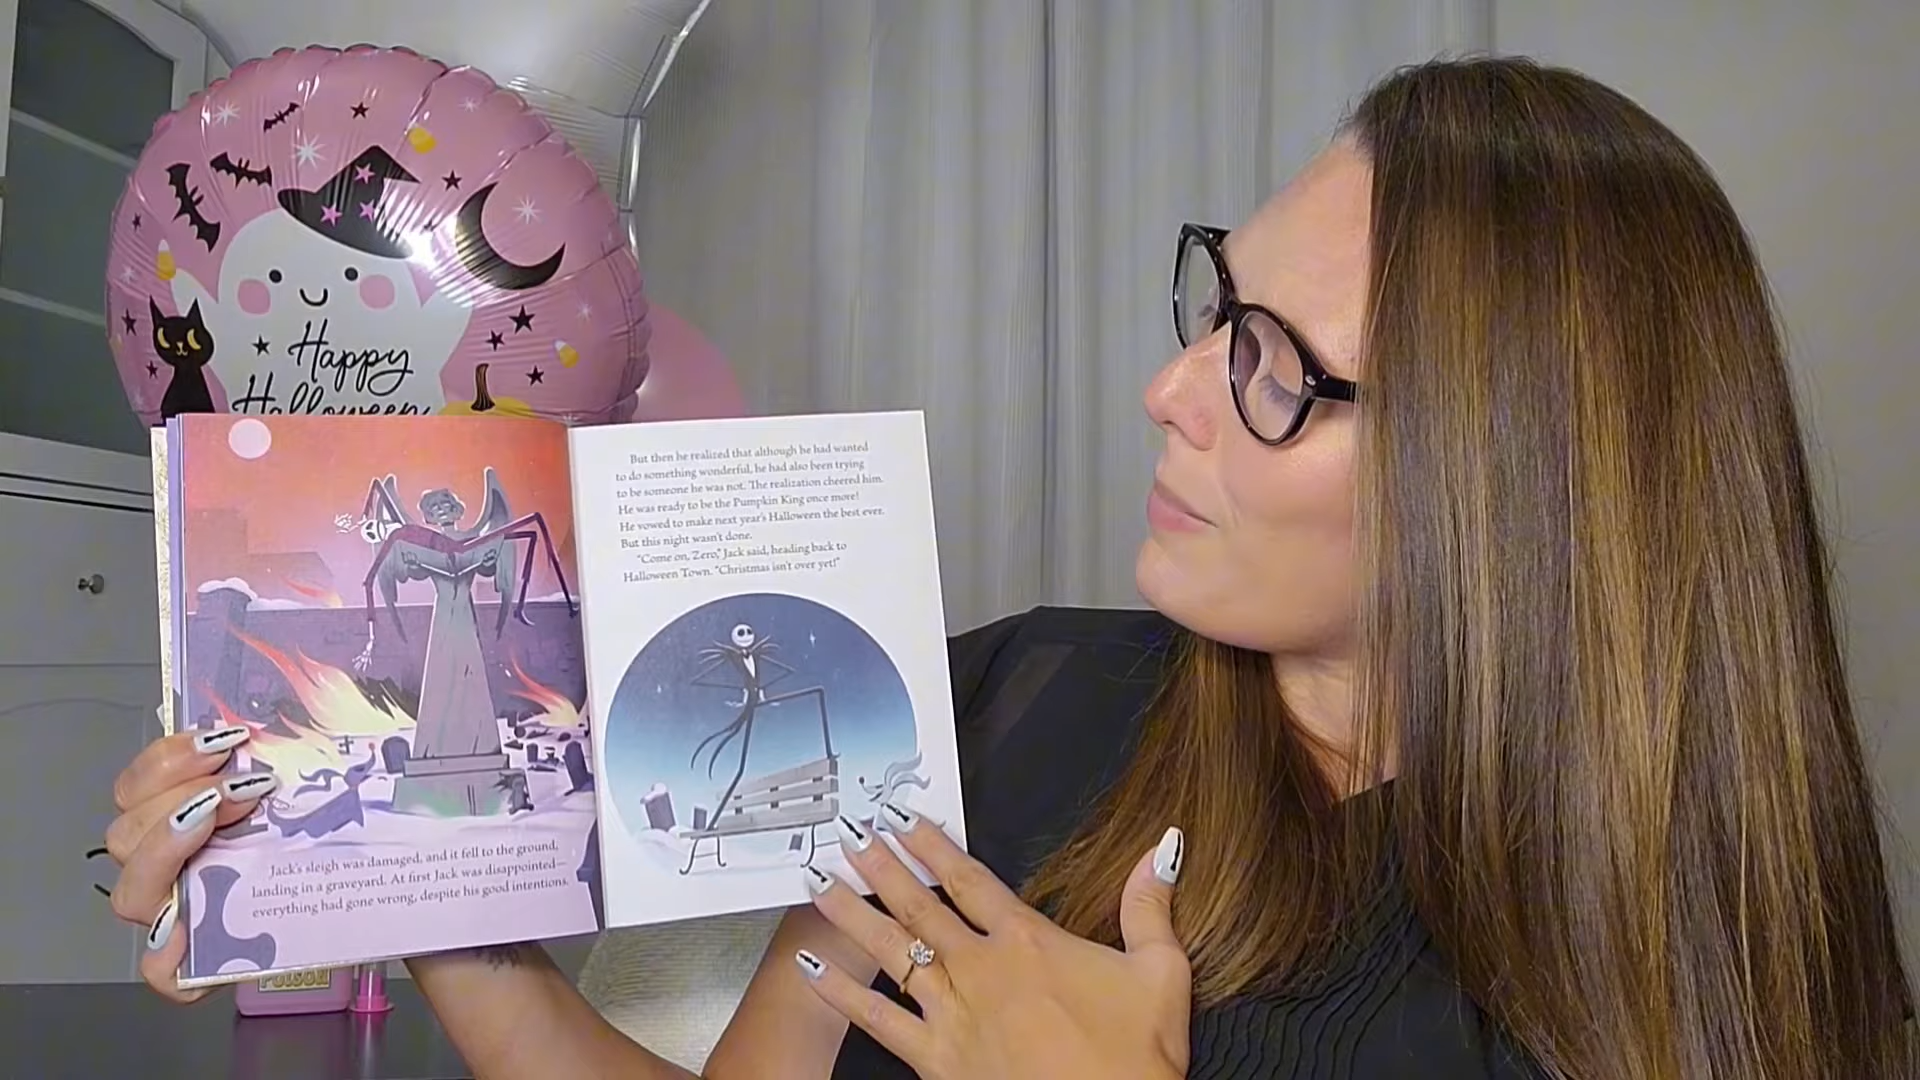 Happy
Halloween
Jack's sleigh was damaged, and it fell to the ground,
landing in a graveyard. At first Jack was disappointed—
everything had gone wrong, despite his good intentions.
But then he realized that although he had wanted
to do something wonderful, he had also been trying
to be someone he was not. The realization cheered him.
He was ready to be the Pumpkin King once more!
He vowed to make next year's Halloween the best ever.
But this night wasn't done.
"Come on, Zero," Jack said, heading back to
Halloween Town. "Christmas isn't over yet!"
POISON